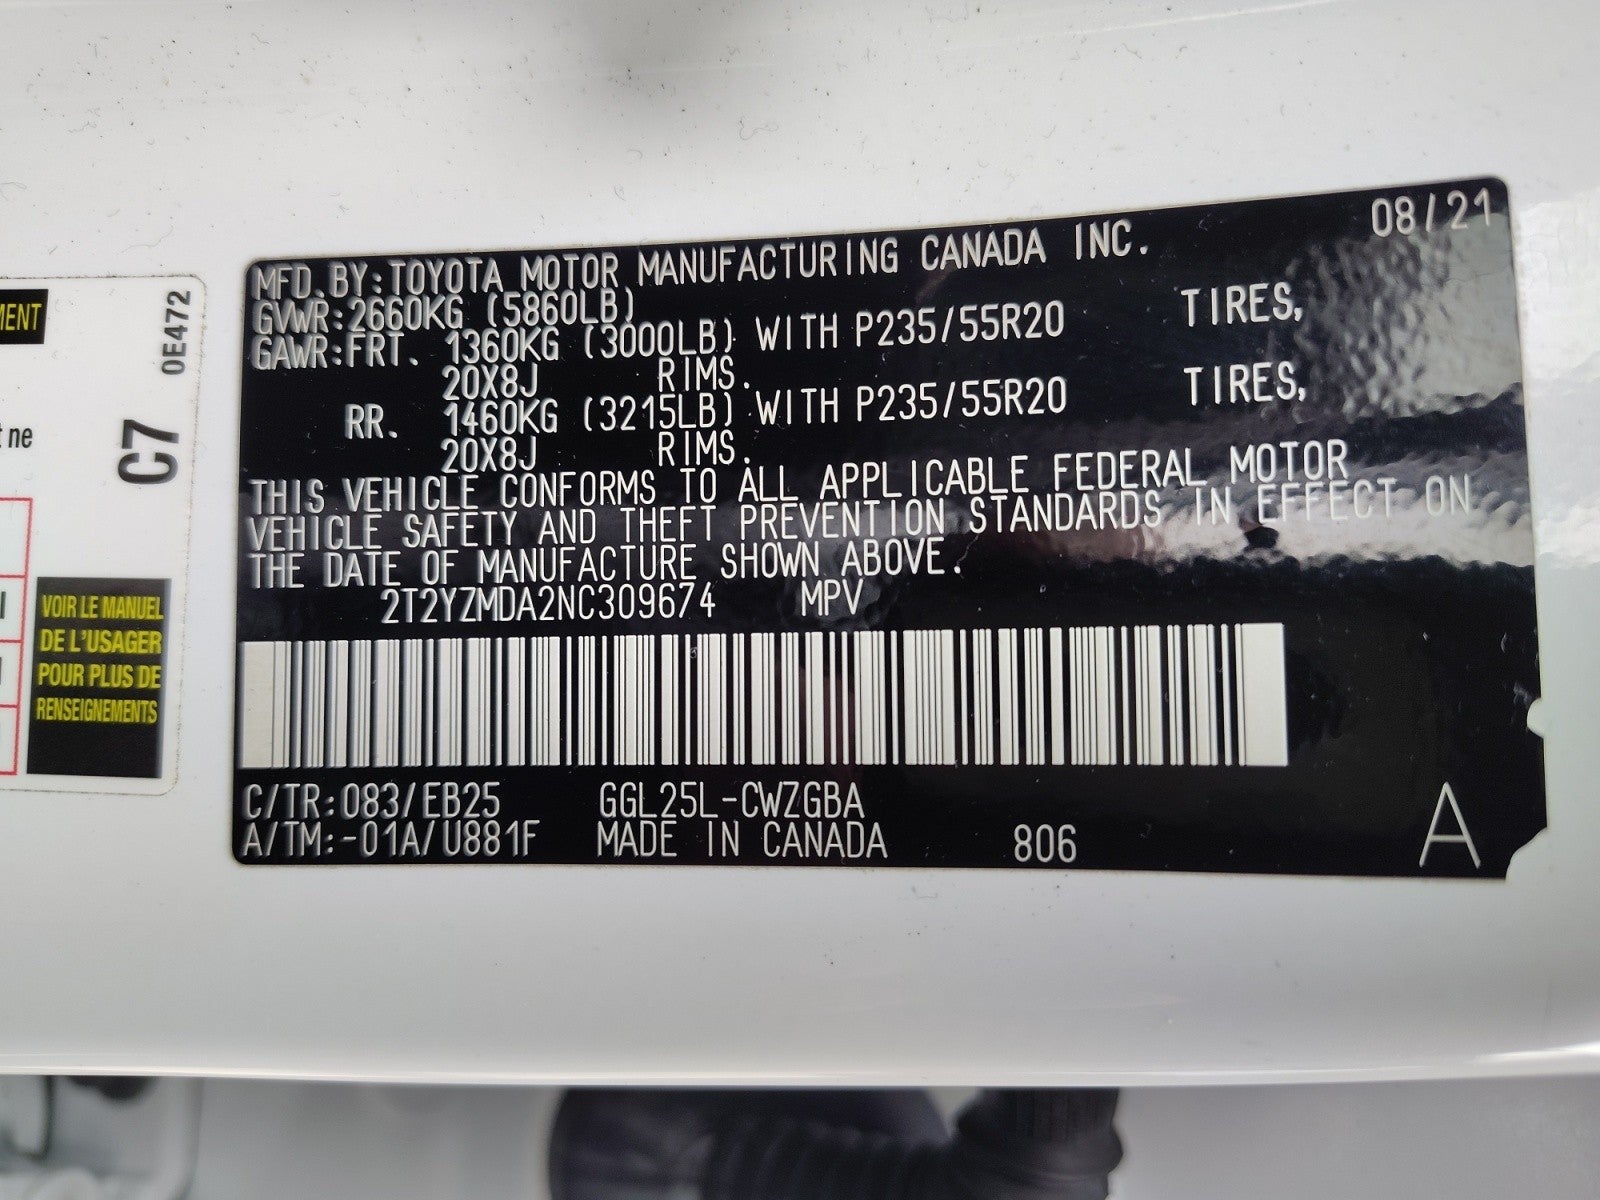 MENT
0E472
C7
t ne
VOIR LE MANUEL
DE L'USAGER
POUR PLUS DE
RENSEIGNEMENTS
08/21
MFD.BY:TOYOTA MOTOR MANUFACTURING CANADA INC.
GVWR:2660KG (5860LB)
GAWR:FRT. 1360KG (3000LB) WITH P235/55R20 TIRES,
20X8J RIMS.
RR. 1460KG (3215LB) WITH P235/55R20 TIRES,
20X8J RIMS.
THIS VEHICLE CONFORMS TO ALL APPLICABLE FEDERAL MOTOR
VEHICLE SAFETY AND THEFT PREVENTION STANDARDS IN EFFECT ON
THE DATE OF MANUFACTURE SHOWN ABOVE.
2T2YZMDA2NC309674 MPV
C/TR:083/EB25 GGL25L-CWZGBA
A/TM:-01A/U881F MADE IN CANADA 806 A